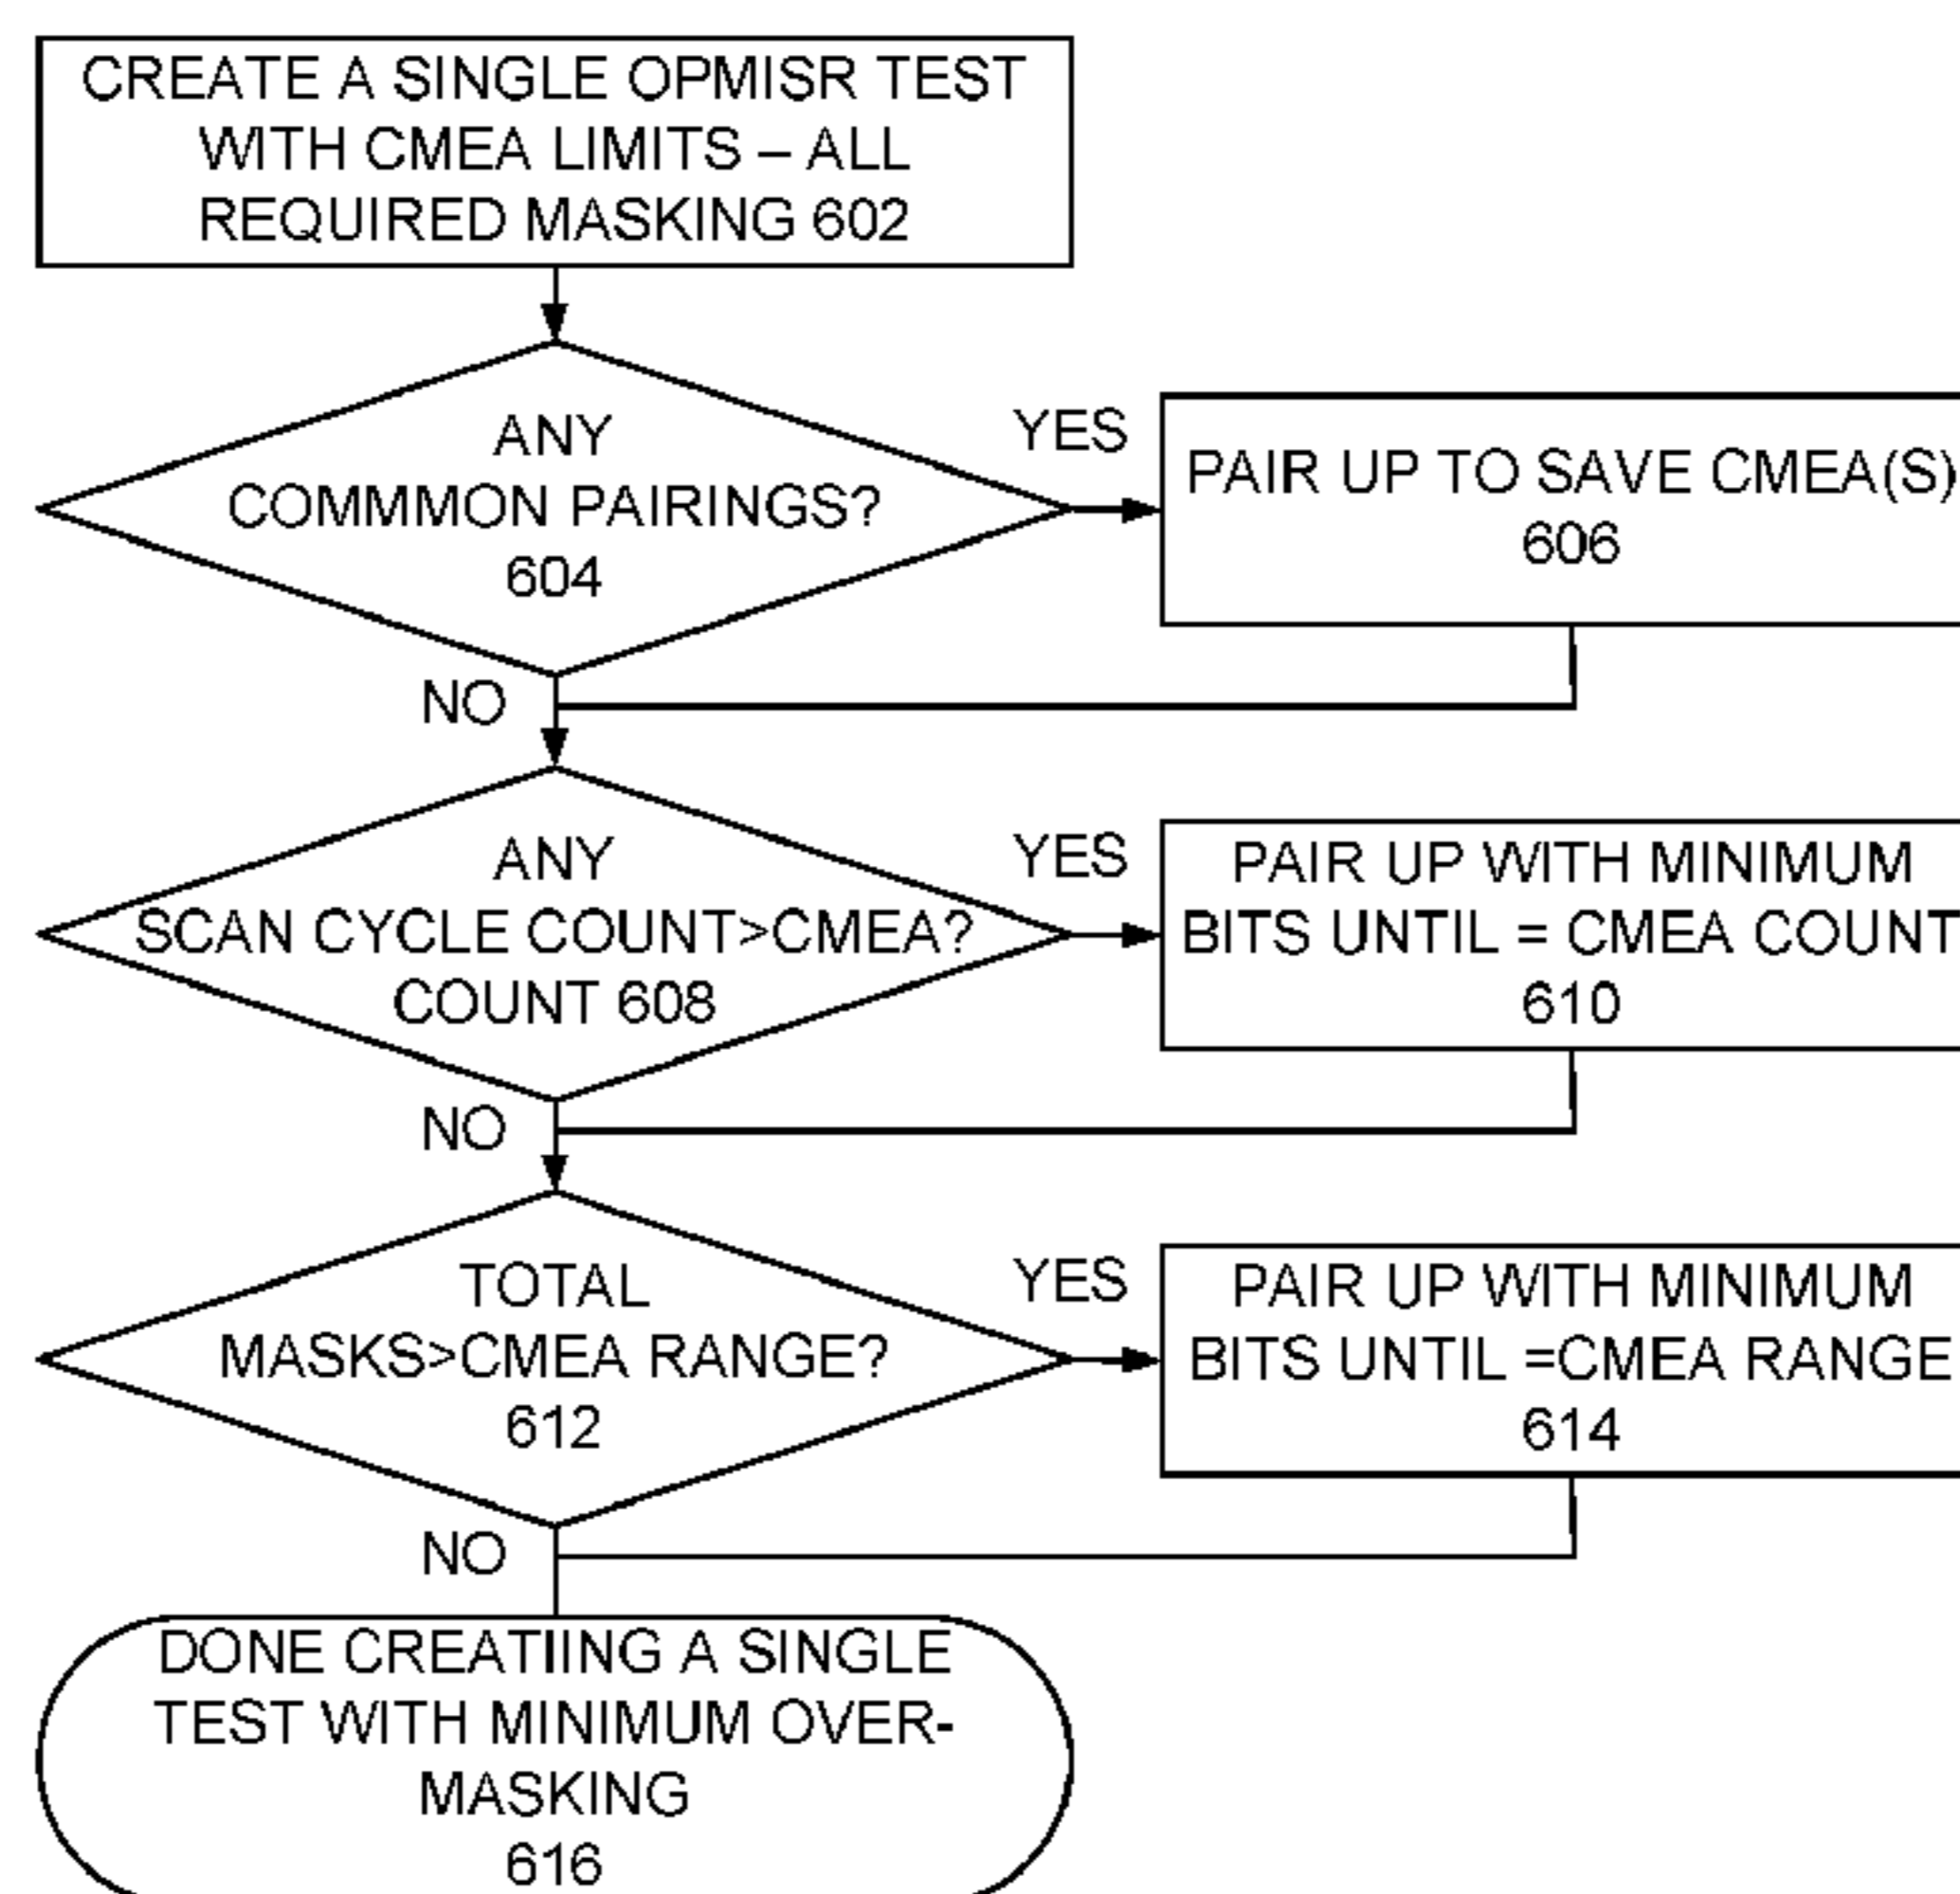 CREATE A SINGLE OPMISR TEST
WITH CMEA LIMITS – ALL
REQUIRED MASKING 602
ANY
COMMMON PAIRINGS?
604
YES
PAIR UP TO SAVE CMEA(S)
606
NO
ANY
SCAN CYCLE COUNT>CMEA?
COUNT 608
YES
PAIR UP WITH MINIMUM
BITS UNTIL = CMEA COUNT
610
NO
TOTAL
MASKS>CMEA RANGE?
612
YES
PAIR UP WITH MINIMUM
BITS UNTIL =CMEA RANGE
614
NO
DONE CREATIIING A SINGLE
TEST WITH MINIMUM OVER-
MASKING
616